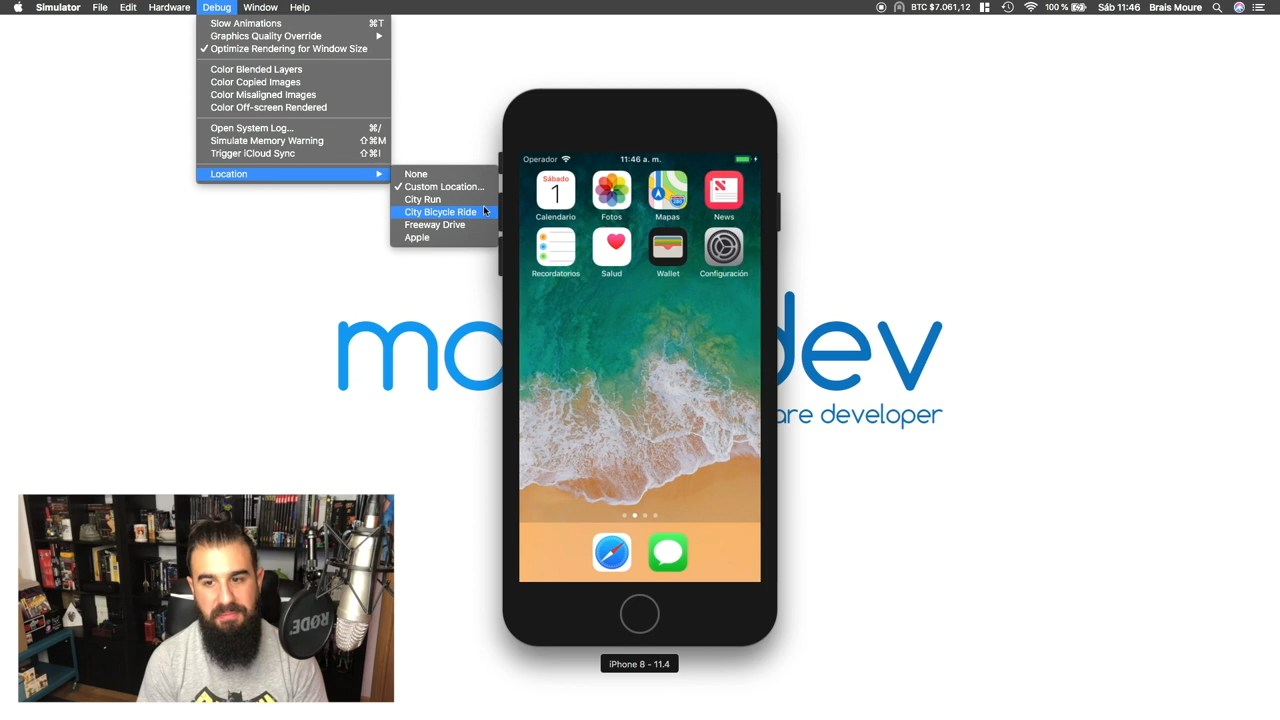 Simulator File Edit Hardware Debug Window Help BTC $7.061,12 100 % Sáb 11:46 Brais Moure
Slow Animations ⌘T
Graphics Quality Override
✓ Optimize Rendering for Window Size
Color Blended Layers
Color Copied Images
Color Misaligned Images
Color Off-screen Rendered
Open System Log... ⌘/
Simulate Memory Warning ⇧⌘M
Trigger iCloud Sync ⇧⌘I
Location
None
✓ Custom Location...
City Run
City Bicycle Ride
Freeway Drive
Apple
Operador 11:46 a. m.
Sábado
1
280
Calendario Fotos Mapas News
Recordatorios Salud Wallet Configuración
mo dev
are developer
RØDE
iPhone 8 - 11.4